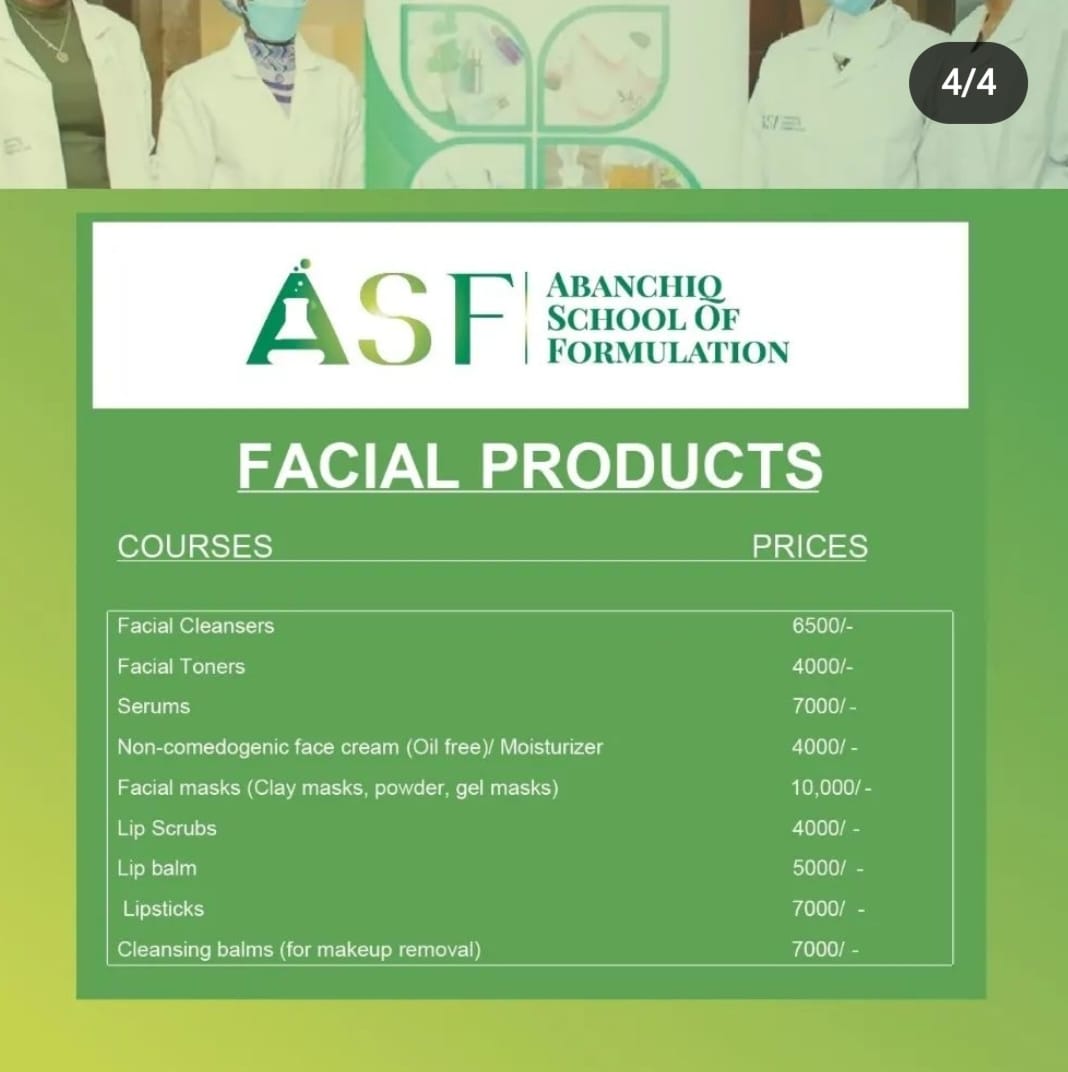 4/4
ASF
ABANCHIQ
SCHOOL OF
FORMULATION
FACIAL PRODUCTS
COURSES PRICES
Facial Cleansers 6500/-
Facial Toners 4000/-
Serums 7000/ -
Non-comedogenic face cream (Oil free)/ Moisturizer 4000/ -
Facial masks (Clay masks, powder, gel masks) 10,000/ -
Lip Scrubs 4000/ -
Lip balm 5000/ -
Lipsticks 7000/ -
Cleansing balms (for makeup removal) 7000/ -